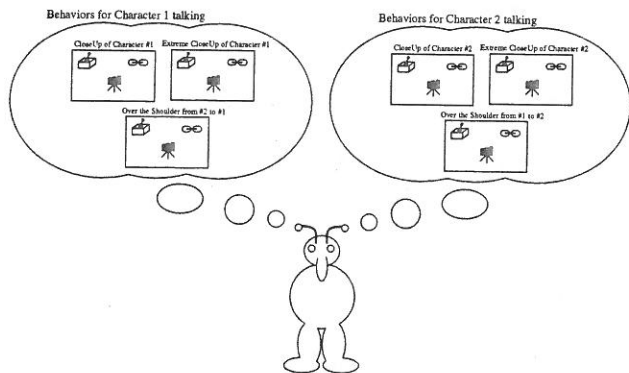 Behaviors for Character 1 talking
CloseUp of Character #1
Extreme CloseUp of Character #1
Over the Shoulder from #2 to #1
Behaviors for Character 2 talking
CloseUp of Character #2
Extreme CloseUp of Character #2
Over the Shoulder from #1 to #2